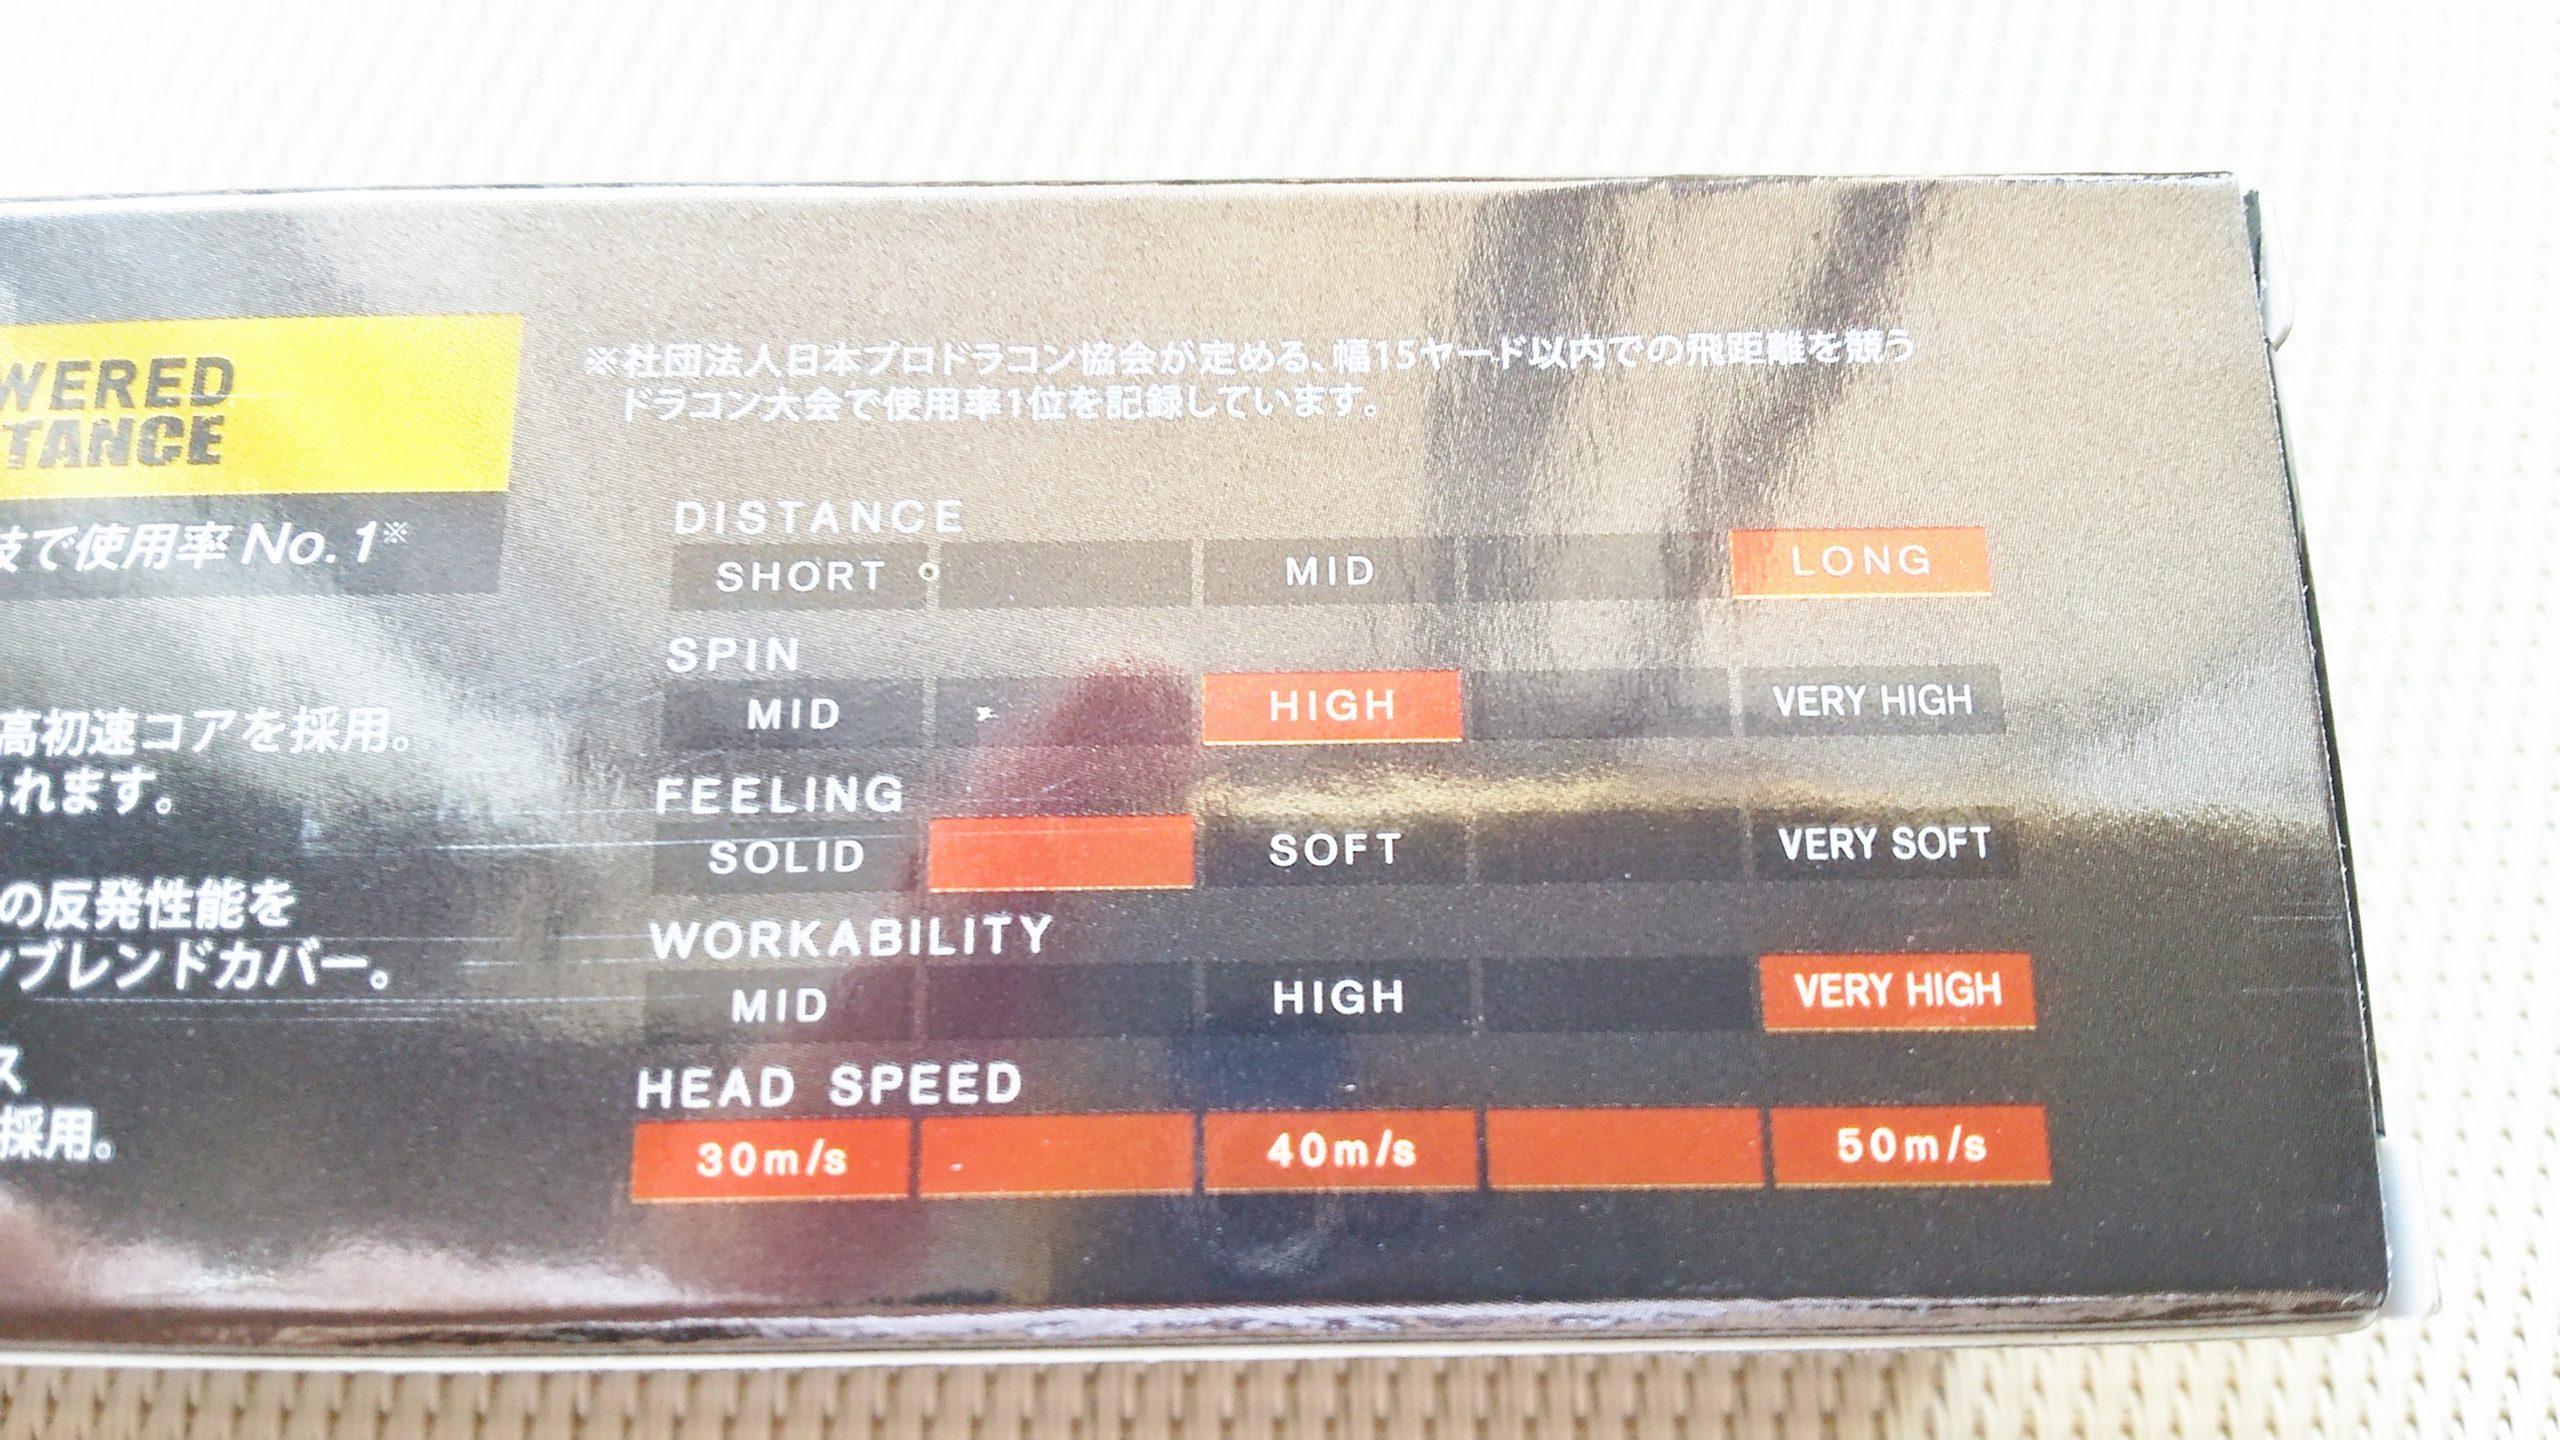 WERED
TANCE
技で使用率 No.1※
高初速コアを採用。
られます。
の反発性能を
ンブレンドカバー。
ス
採用。
※社団法人日本プロドラコン協会が定める、幅15ヤード以内での飛距離を競う
ドラコン大会で使用率1位を記録しています。
DISTANCE
SHORT MID LONG
SPIN
MID HIGH VERY HIGH
FEELING
SOLID SOFT VERY SOFT
WORKABILITY
MID HIGH VERY HIGH
HEAD SPEED
30m/s 40m/s 50m/s